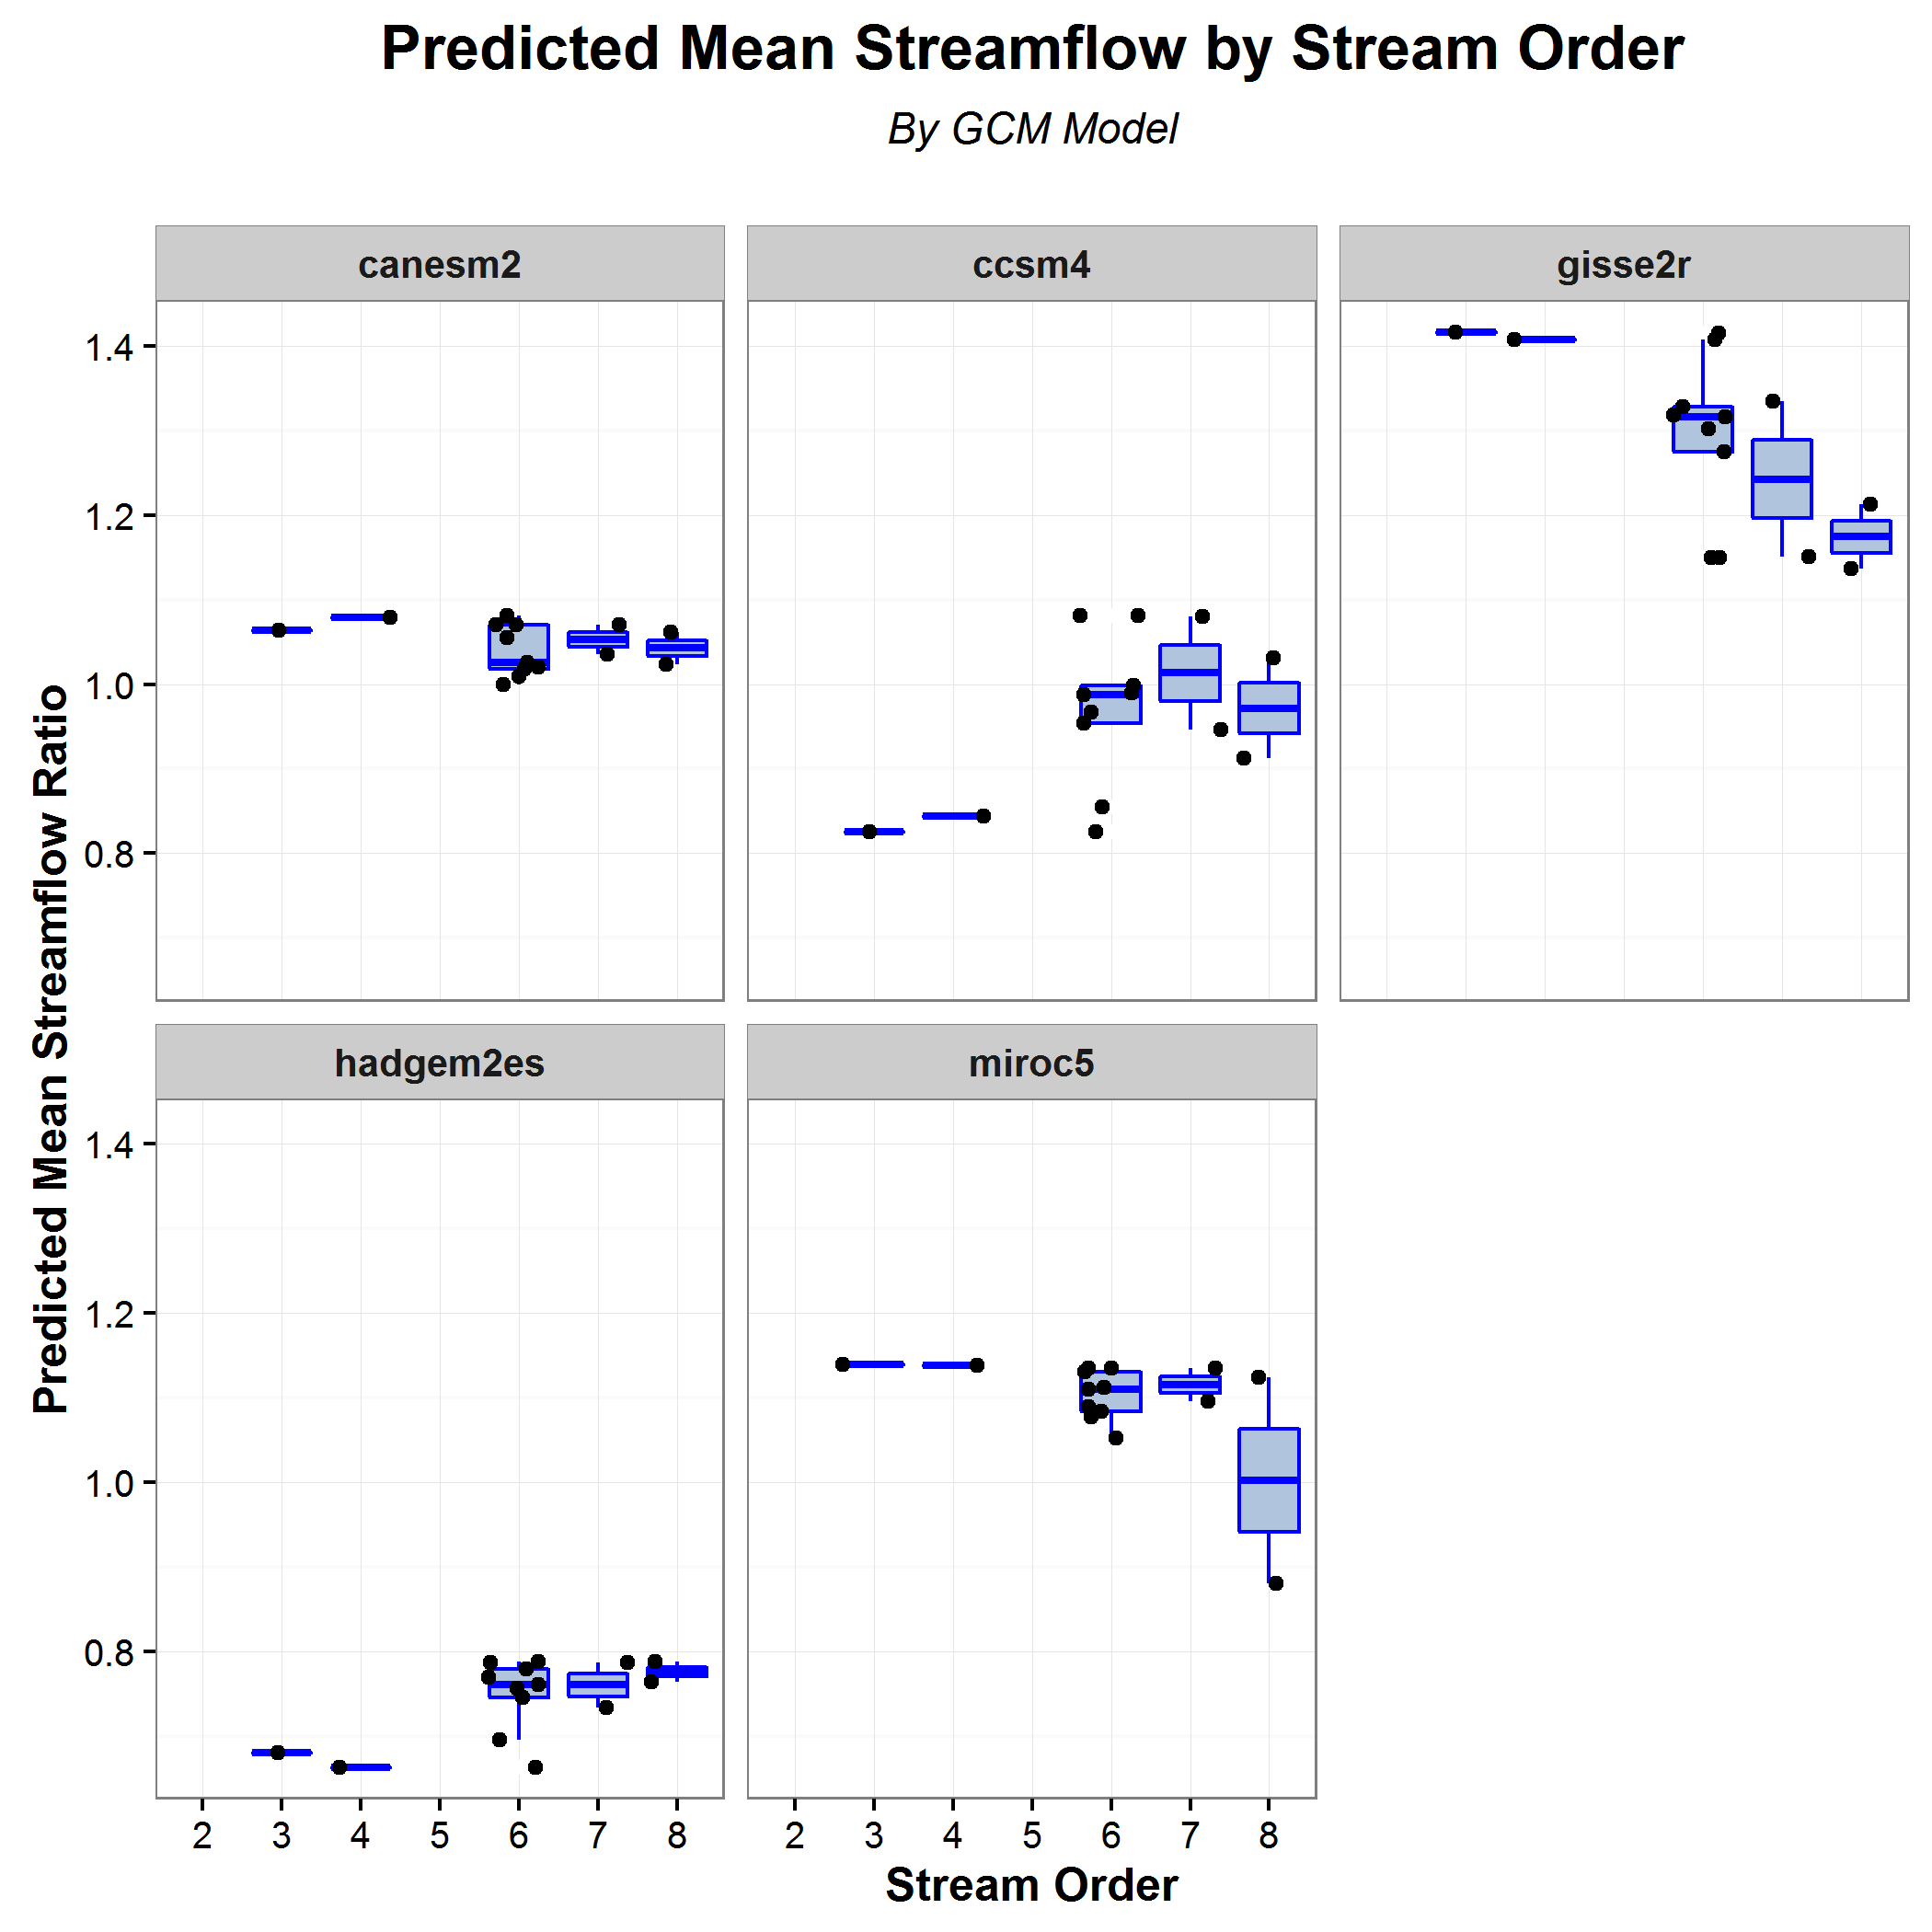 Predicted Mean Streamflow by Stream Order
By GCM Model
canesm2
ccsm4
gisse2r
1.4
1.2
1.0
0.8
Predicted Mean Streamflow Ratio
hadgem2es
miroc5
1.4
1.2
1.0
0.8
2 3 4 5 6 7 8
2 3 4 5 6 7 8
Stream Order